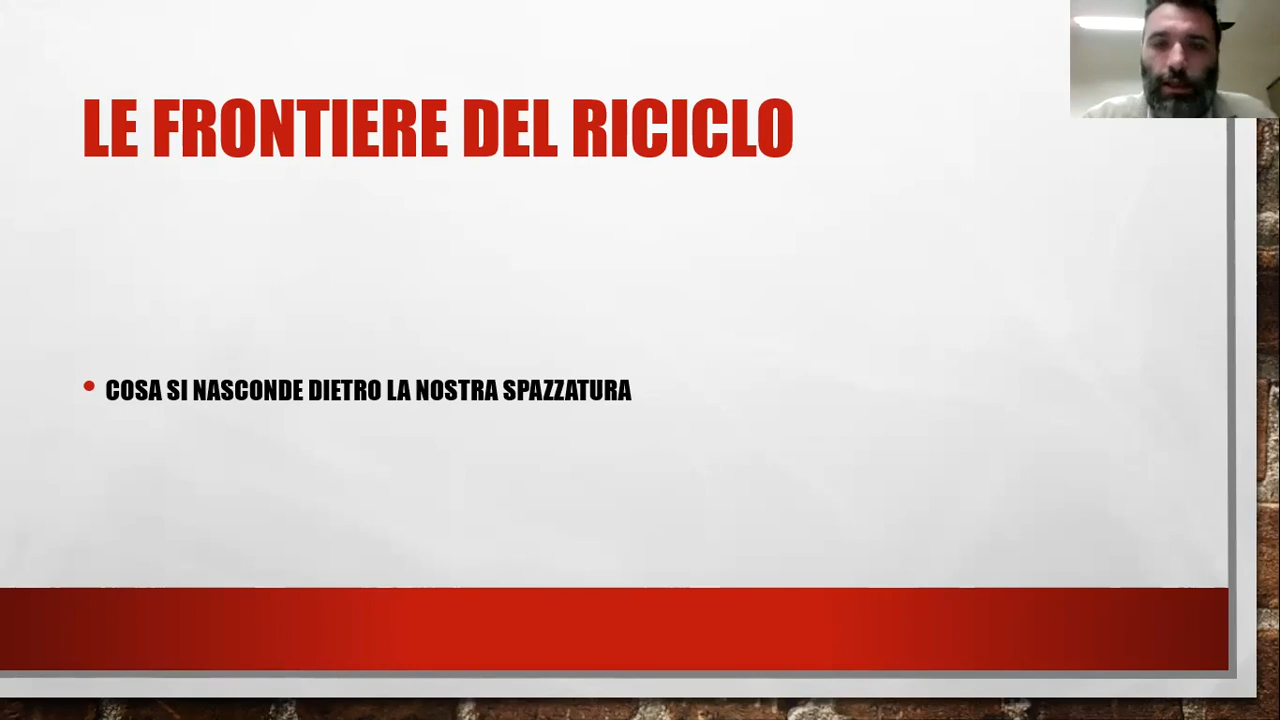 LE FRONTIERE DEL RICICLO
• COSA SI NASCONDE DIETRO LA NOSTRA SPAZZATURA